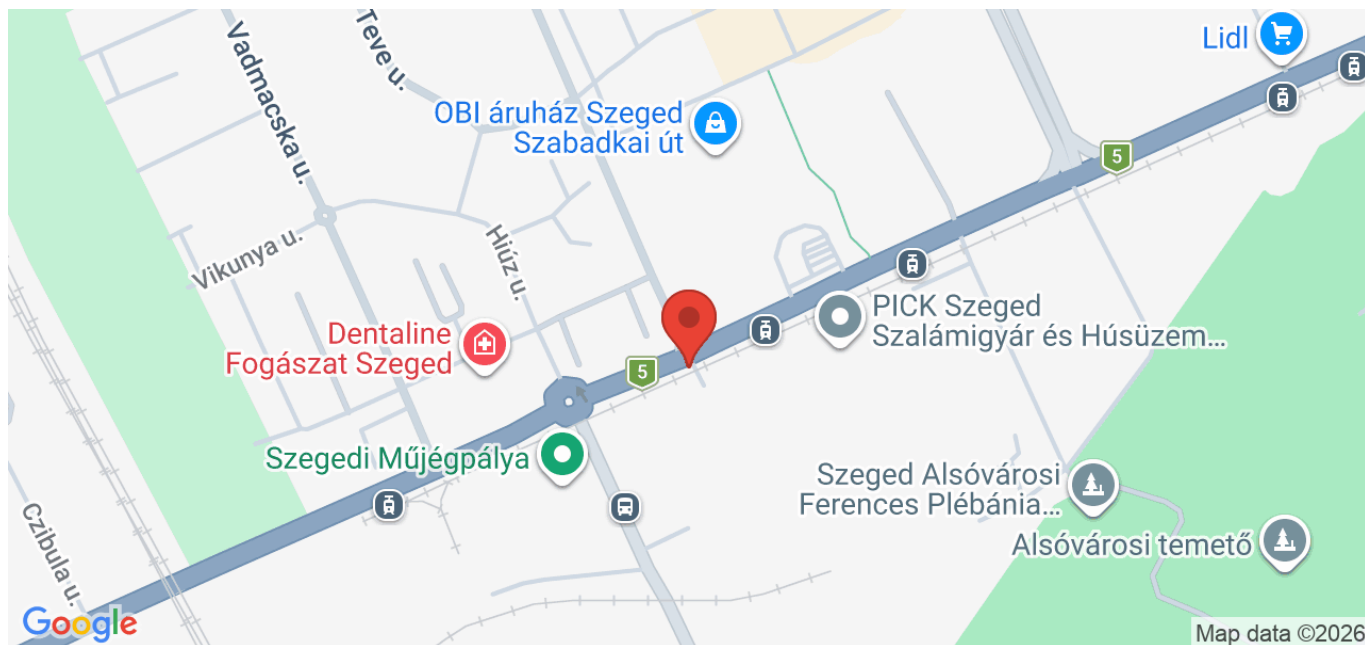 Vadmacska u.
Teve u.
Lidl
OBI áruház Szeged
Szabadkai út
5
Vikunya u.
Hiúz u.
PICK Szeged
Szalámigyár és Húsüzem...
Dentaline
Fogászat Szeged
5
Szegedi Műjégpálya
Szeged Alsóvárosi
Ferences Plébánia...
Czibula u.
Alsóvárosi temető
Google
Map data ©2026